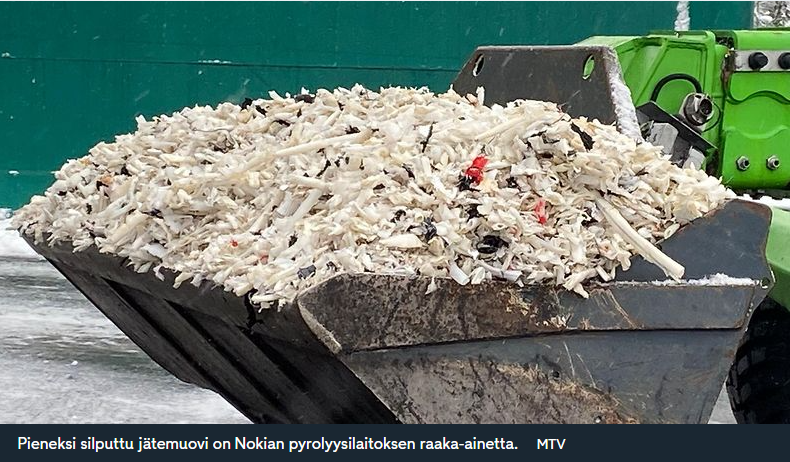 Pieneksi silputtu jätemuovi on Nokian pyrolyysilaitoksen raaka-ainetta. MTV